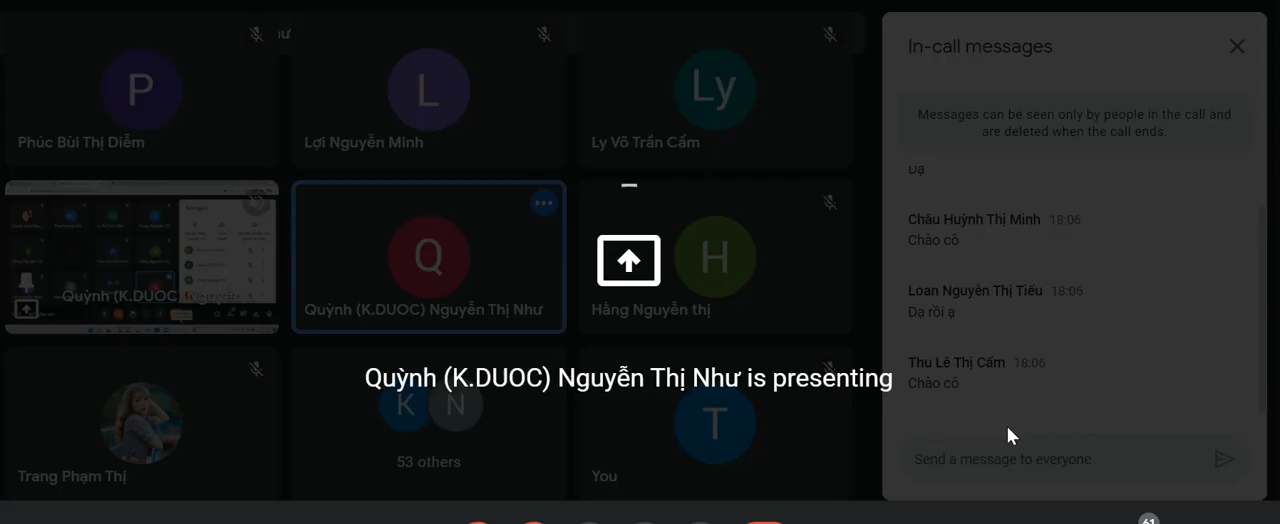 In-call messages
P
L
Ly
Phúc Bùi Thị Diễm
Lợi Nguyễn Minh
Ly Võ Trần Cẩm
Messages can be seen only by people in the call and
are deleted when the call ends.
Dạ
Châu Huỳnh Thị Minh 18:06
Chào cô
Q
H
Quỳnh (K.DUOC) Nguyễn
Quỳnh (K.DUOC) Nguyễn Thị Như
Hằng Nguyễn thị
Loan Nguyễn Thị Tiểu 18:06
Dạ rồi ạ
Quỳnh (K.DUOC) Nguyễn Thị Như is presenting
Thu Lê Thị Cẩm 18:06
Chào cô
K
N
T
53 others
Trang Phạm Thị
You
Send a message to everyone
61